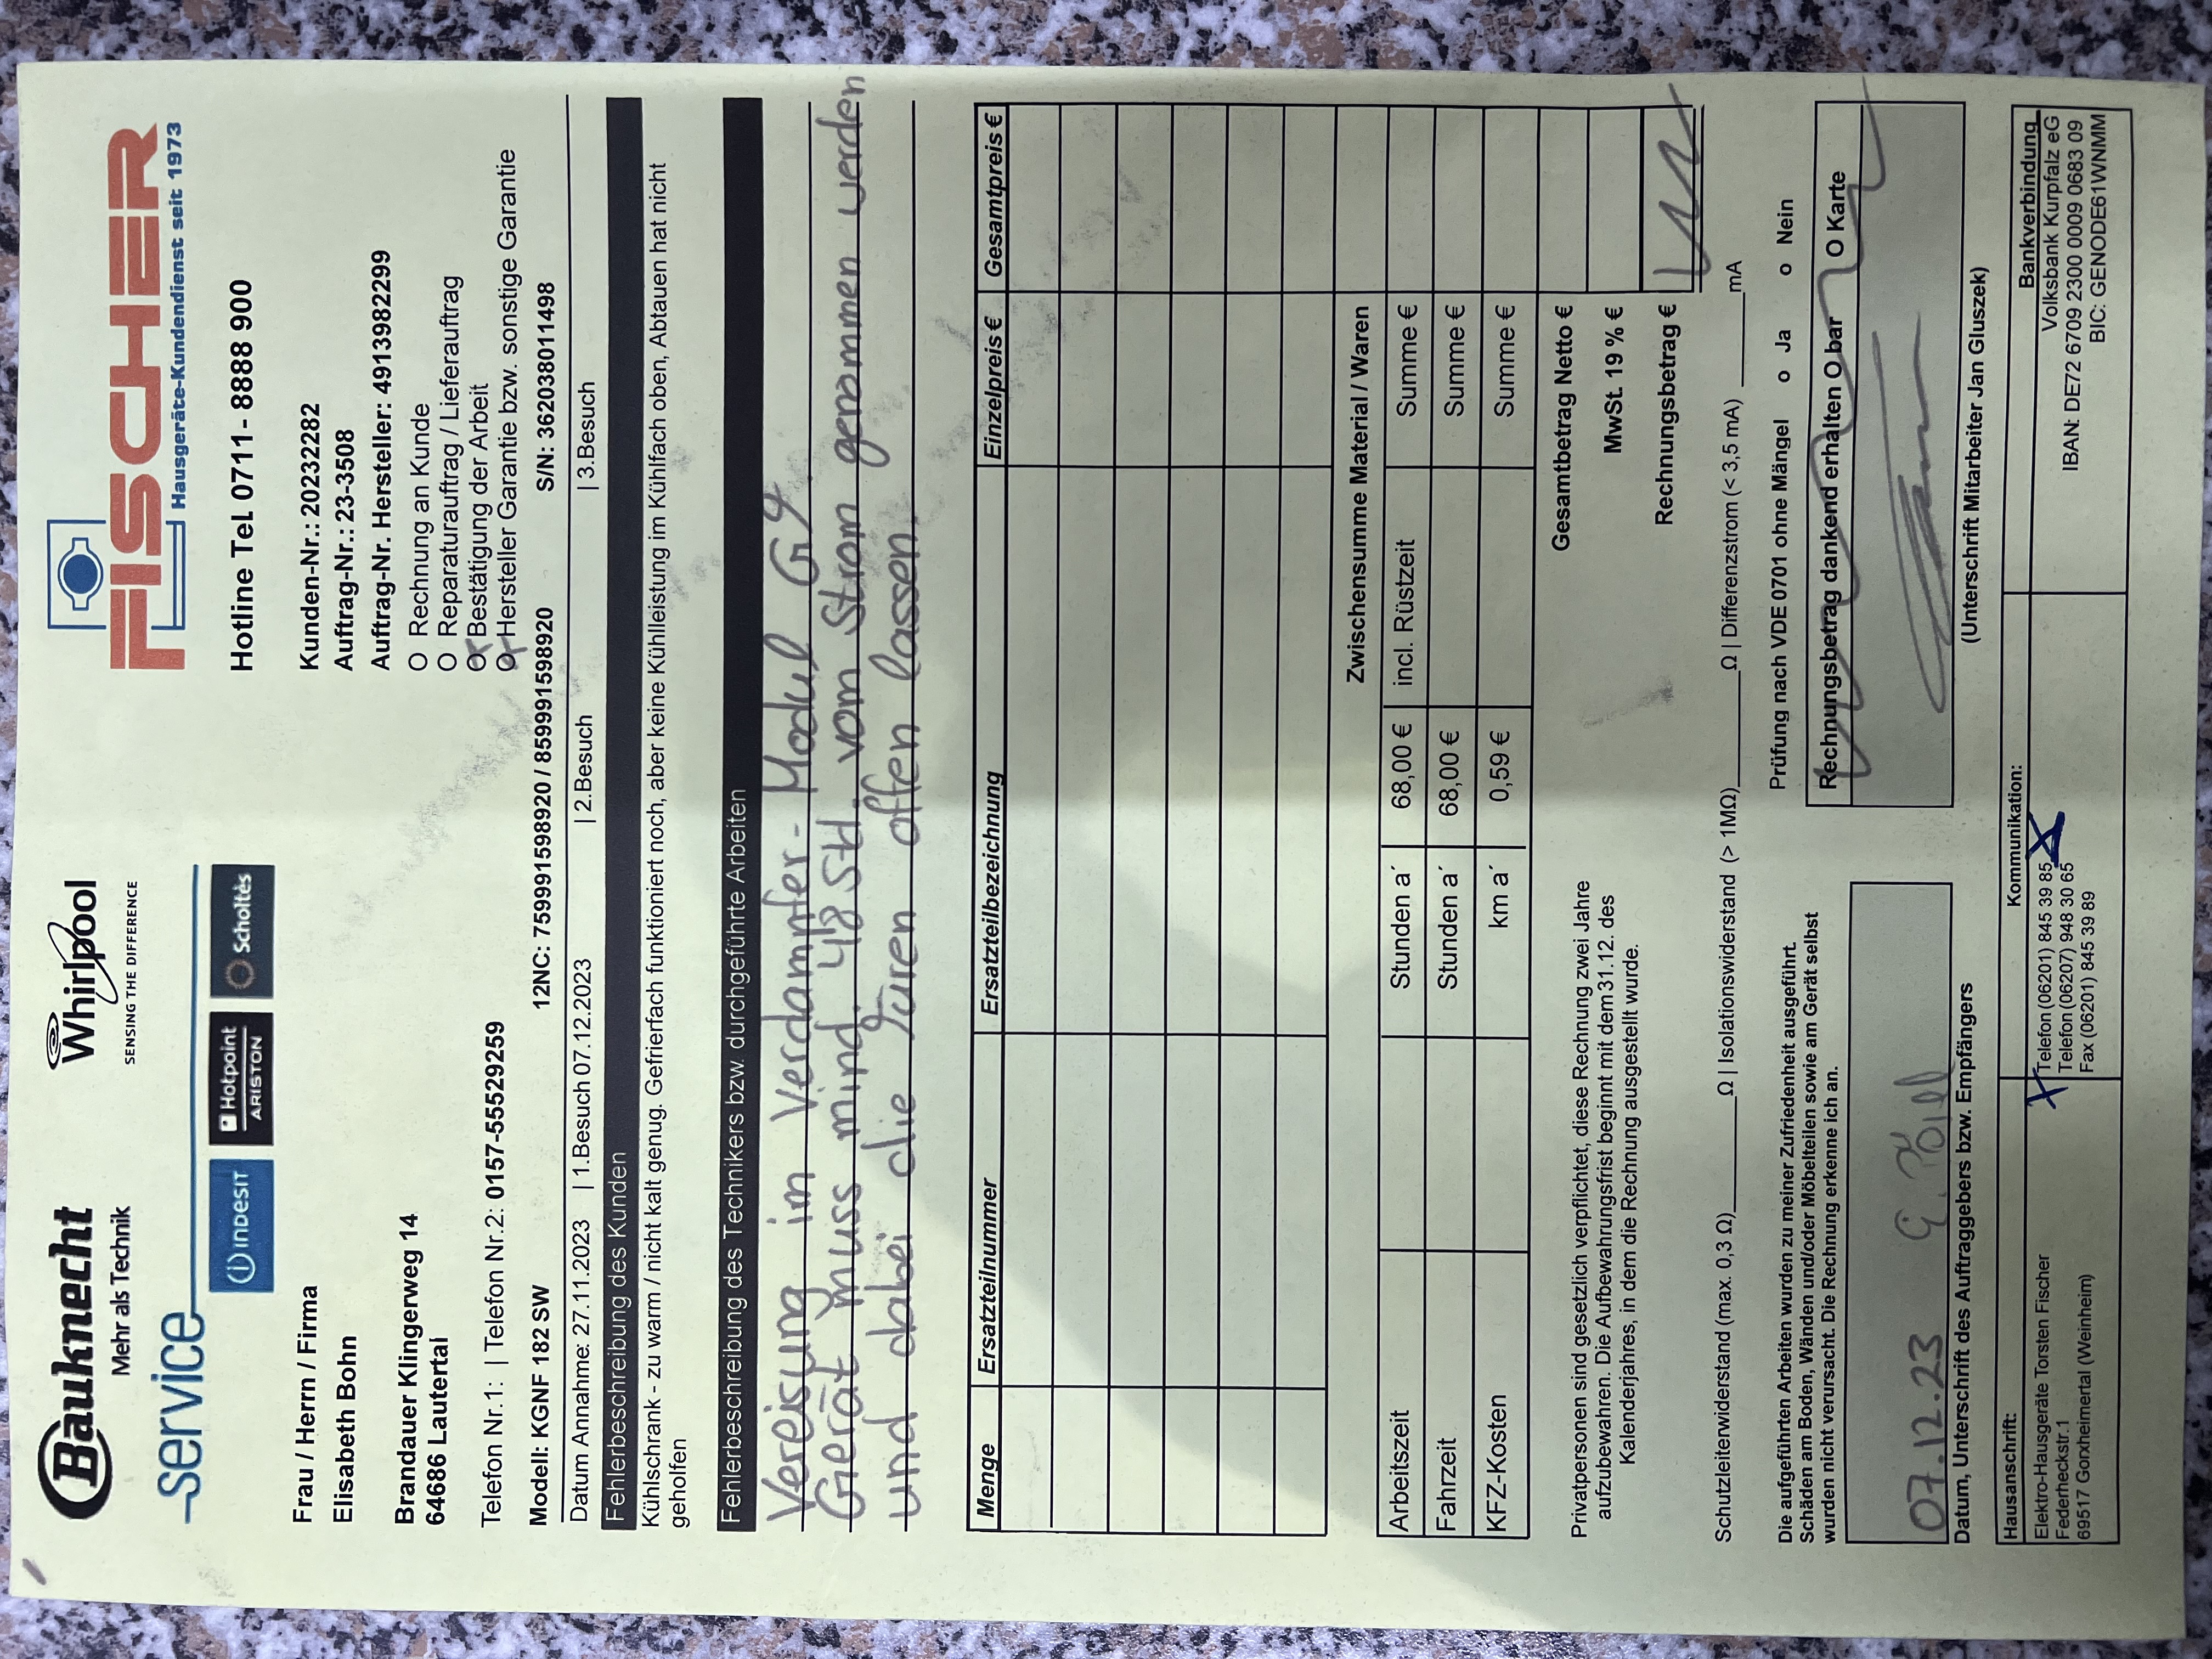 Bauknecht
Mehr als Technik
Whirlpool
SENSING THE DIFFERENCE
FISCHER
Hausgeräte-Kundendienst seit 1973
service
INDESIT
Hotpoint
ARISTON
Scholtès
Hotline Tel. 0711- 8888 900
Frau / Herrn / Firma
Elisabeth Bohn
Brandauer Klingerweg 14
64686 Lautertal
Kunden-Nr.: 20232282
Auftrag-Nr.: 23-3508
Auftrag-Nr. Hersteller: 4913982299
O Rechnung an Kunde
O Reparaturauftrag / Lieferauftrag
O Bestätigung der Arbeit
O Hersteller Garantie bzw. sonstige Garantie
Telefon Nr.1: | Telefon Nr.2: 0157-55529259
Modell: KGNF 182 SW 12NC: 759991598920 / 859991598920 S/N: 362038011498
Datum Annahme: 27.11.2023 | 1.Besuch 07.12.2023 | 2.Besuch | 3.Besuch
Fehlerbeschreibung des Kunden
Kühlschrank - zu warm / nicht kalt genug. Gefrierfach funktioniert noch, aber keine Kühlleistung im Kühlfach oben, Abtauen hat nicht
geholfen
Fehlerbeschreibung des Technikers bzw. durchgeführte Arbeiten
Vereisung im Verdampfer-Modul G4
Gerät muss mind. 48 Std. vom Strom genommen werden
und dabei die Türen offen lassen.
Menge Ersatzteilnummer Ersatzteilbezeichnung Einzelpreis € Gesamtpreis €
Zwischensumme Material / Waren
Arbeitszeit Stunden a´ 68,00 € incl. Rüstzeit Summe €
Fahrzeit Stunden a´ 68,00 € Summe €
KFZ-Kosten km a´ 0,59 € Summe €
Privatpersonen sind gesetzlich verpflichtet, diese Rechnung zwei Jahre
aufzubewahren. Die Aufbewahrungsfrist beginnt mit dem 31.12. des
Kalenderjahres, in dem die Rechnung ausgestellt wurde.
Gesamtbetrag Netto €
MwSt. 19 % €
Rechnungsbetrag €
Schutzleiterwiderstand (max. 0,3 Ω)______Ω | Isolationswiderstand (> 1MΩ)______Ω | Differenzstrom (< 3,5 mA) ______mA
Die aufgeführten Arbeiten wurden zu meiner Zufriedenheit ausgeführt.
Schäden am Boden, Wänden und/oder Möbelteilen sowie am Gerät selbst
wurden nicht verursacht. Die Rechnung erkenne ich an.
Prüfung nach VDE 0701 ohne Mängel o Ja o Nein
Rechnungsbetrag dankend erhalten O bar O Karte
07.12.23
Datum, Unterschrift des Auftraggebers bzw. Empfängers
(Unterschrift Mitarbeiter Jan Gluszek)
Hausanschrift:
Elektro-Hausgeräte Torsten Fischer
Federheckstr.1
69517 Gorxheimertal (Weinheim)
Kommunikation:
X Telefon (06201) 845 39 85 X
Telefon (06207) 948 30 65
Fax (06201) 845 39 89
Bankverbindung
Volksbank Kurpfalz eG
IBAN: DE72 6709 2300 0009 0683 09
BIC: GENODE61WNMM